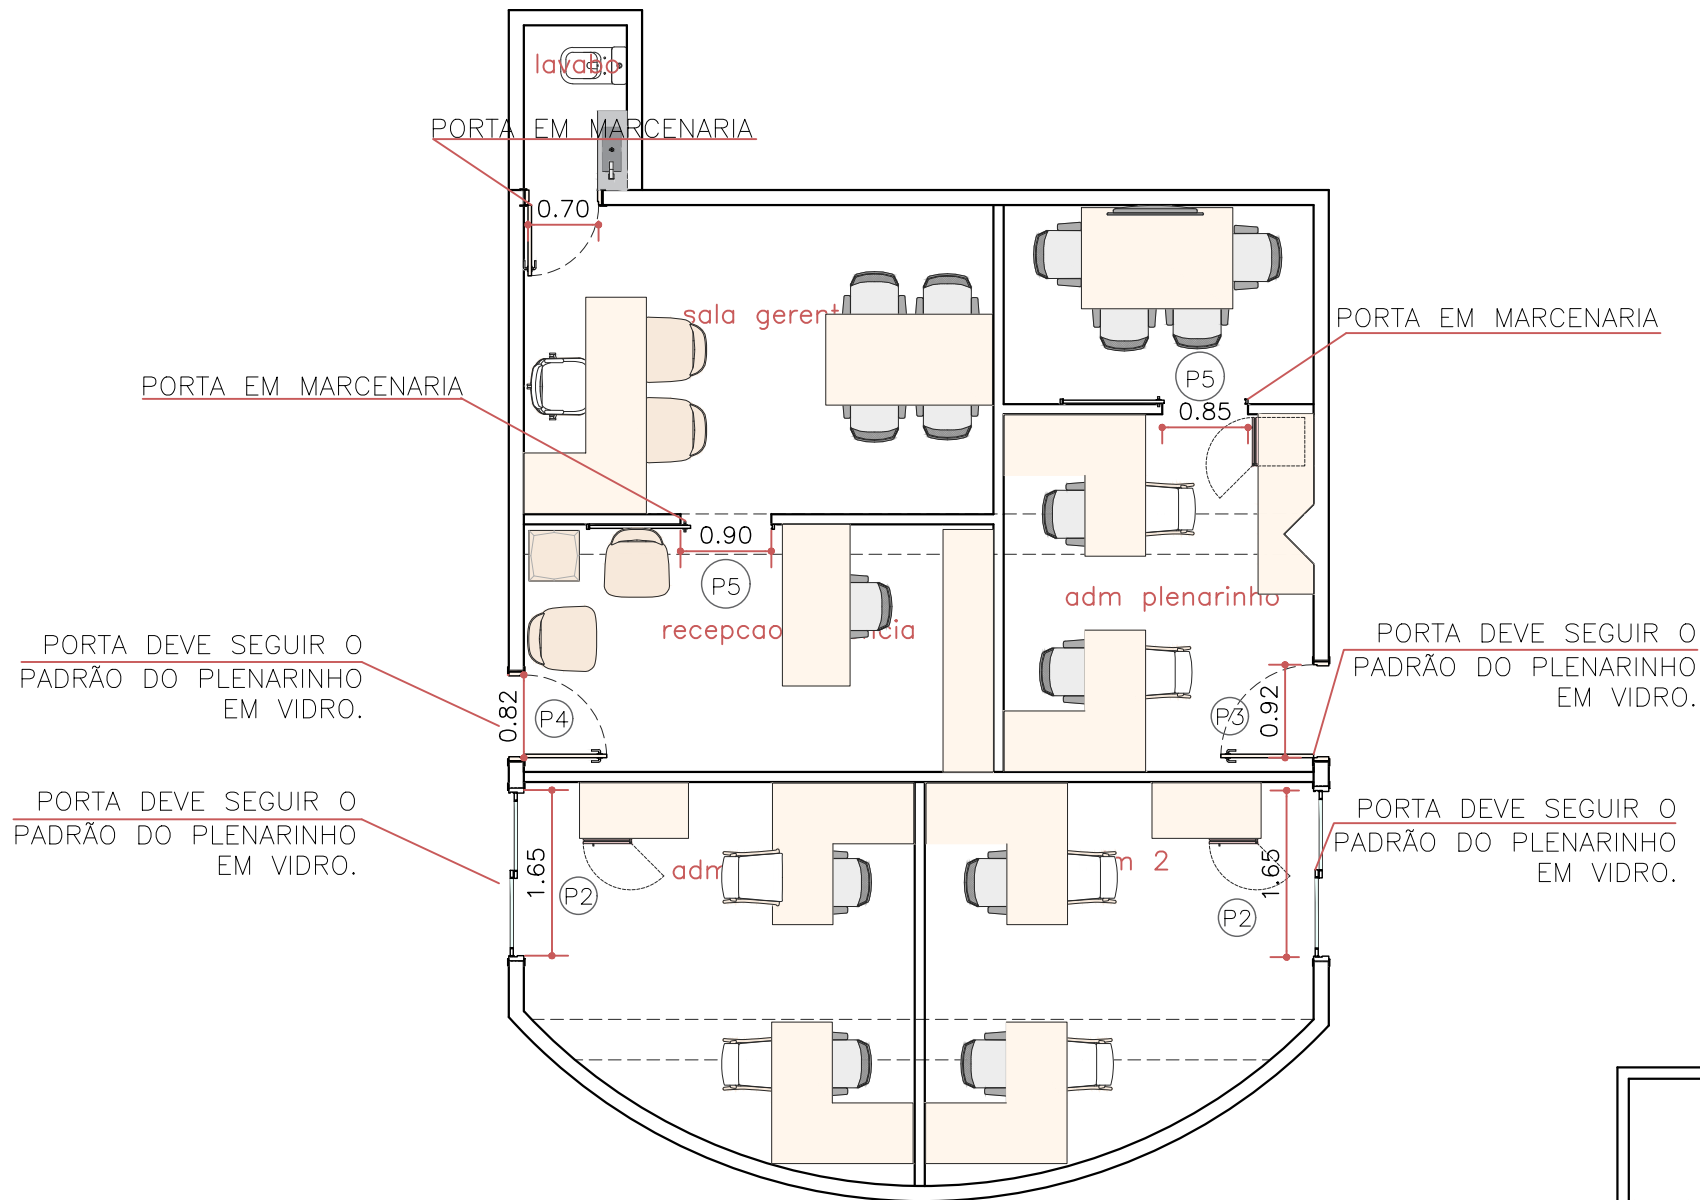 lavabo
PORTA EM MARCENARIA
0.70
sala
PORTA EM MARCENARIA
P5
0.85
PORTA EM MARCENARIA
0.90
P5
adm plenarinho
recepcao
PORTA DEVE SEGUIR O
PADRÃO DO PLENARINHO
EM VIDRO.
PORTA DEVE SEGUIR O
PADRÃO DO PLENARINHO
EM VIDRO.
0.82
P4
P3
0.92
PORTA DEVE SEGUIR O
PADRÃO DO PLENARINHO
EM VIDRO.
PORTA DEVE SEGUIR O
PADRÃO DO PLENARINHO
EM VIDRO.
1.65
P2
adm
2
1.65
P2